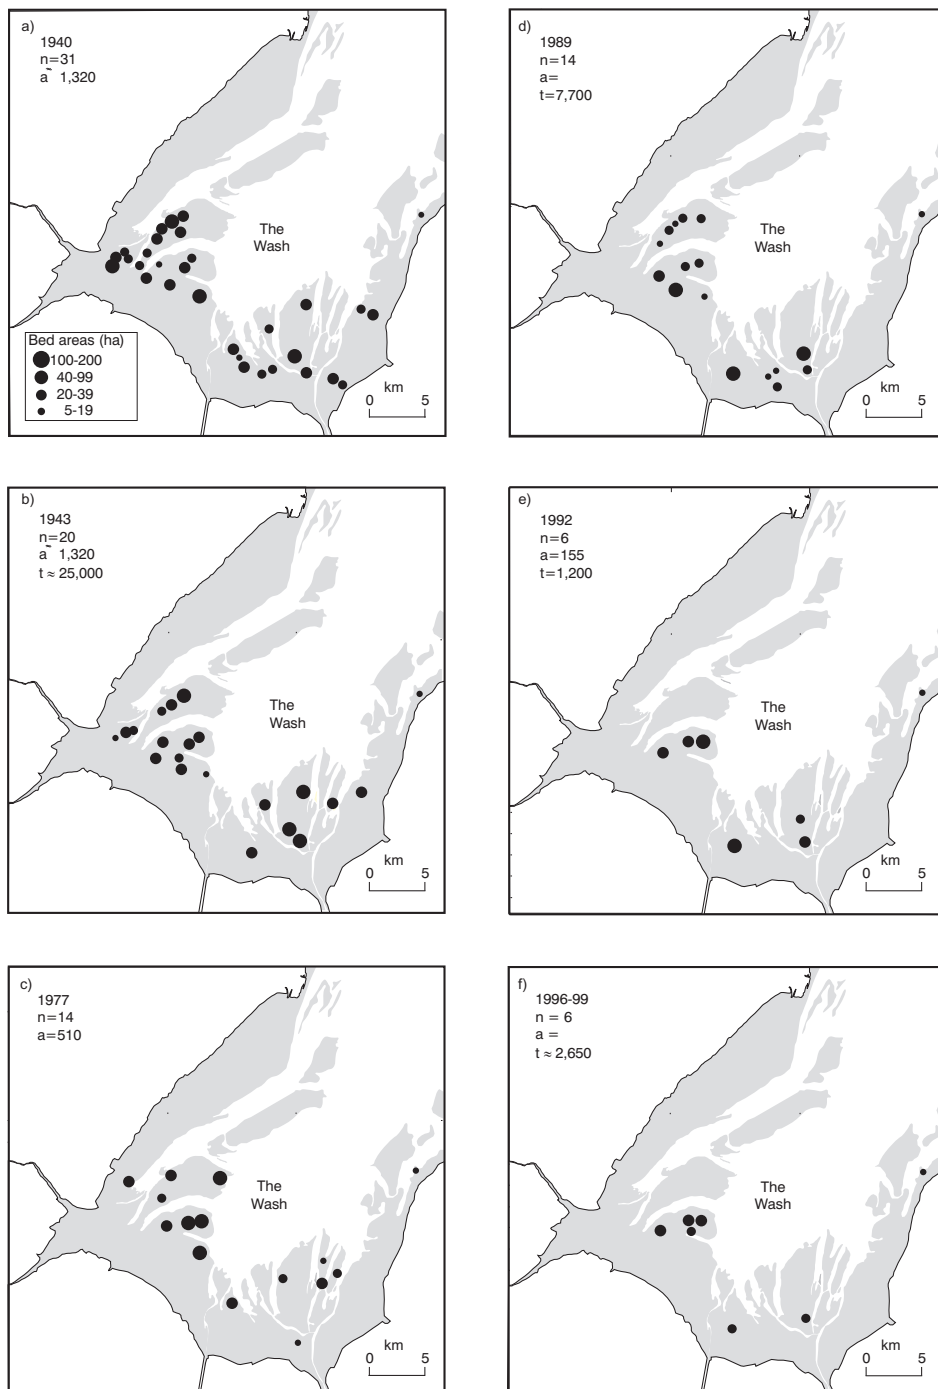 a)
1940
n=31
a˜ 1,320
The
Wash
Bed areas (ha)
100-200
40-99
20-39
5-19
km
0 5
d)
1989
n=14
a=
t=7,700
The
Wash
km
0 5
b)
1943
n=20
a˜ 1,320
t ≈ 25,000
The
Wash
km
0 5
e)
1992
n=6
a=155
t=1,200
The
Wash
km
0 5
c)
1977
n=14
a=510
The
Wash
km
0 5
f)
1996-99
n = 6
a =
t ≈ 2,650
The
Wash
km
0 5